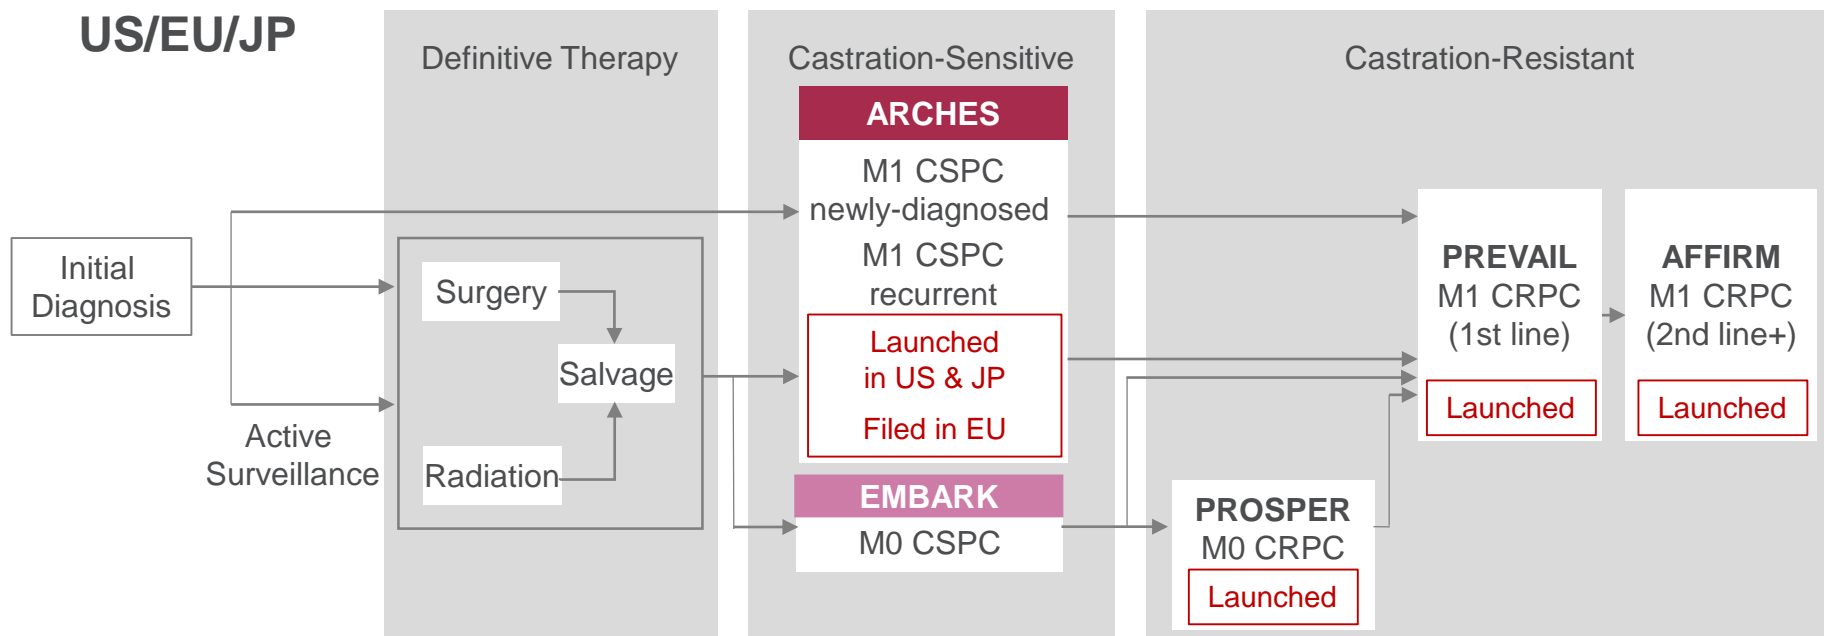 US/EU/JP
Definitive Therapy
Castration-Sensitive
Castration-Resistant
Initial
Diagnosis
Active
Surveillance
Surgery
Salvage
Radiation
ARCHES
M1 CSPC
newly-diagnosed
M1 CSPC
recurrent
Launched
in US & JP
Filed in EU
EMBARK
M0 CSPC
PROSPER
M0 CRPC
Launched
PREVAIL
M1 CRPC
(1st line)
Launched
AFFIRM
M1 CRPC
(2nd line+)
Launched